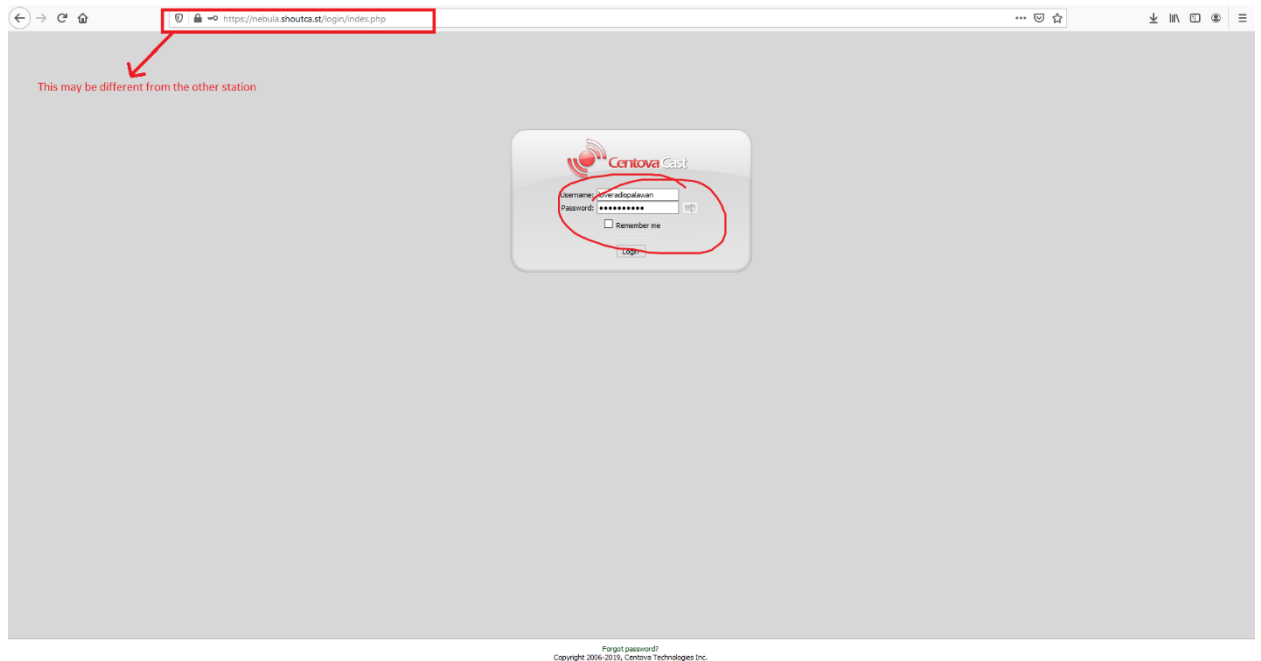 https://nebula.shoutca.st/login/index.php
This may be different from the other station
Centova Cast
Username: iloveradiopalawan
Password: ••••••••••
Remember me
Login
Forgot password?
Copyright 2006-2019, Centova Technologies Inc.